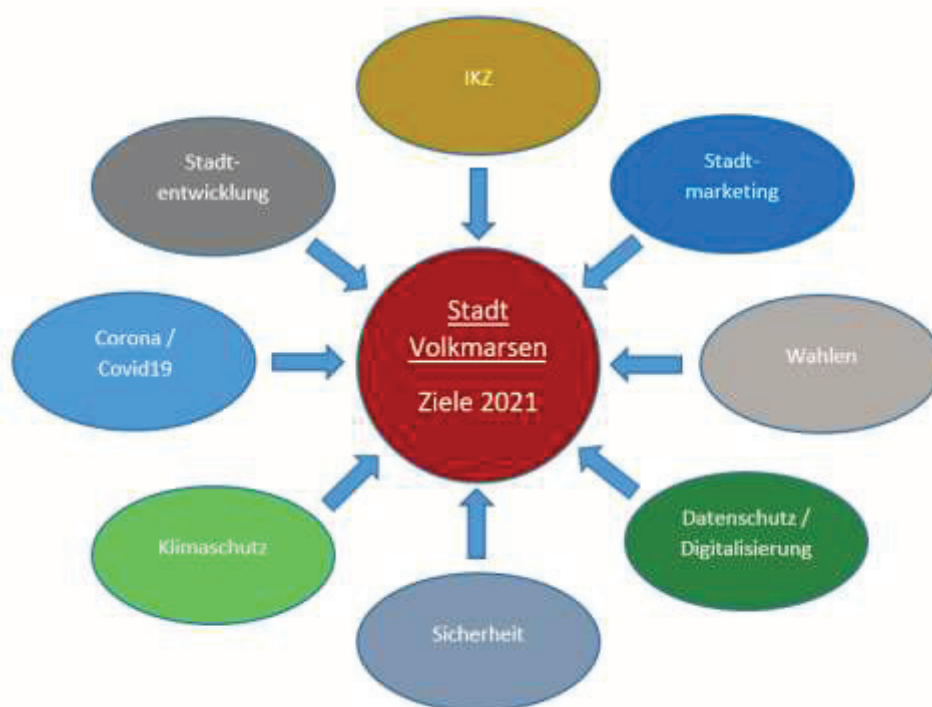 IKZ
Stadt-
entwicklung
Stadt-
marketing
Stadt
Volkmarsen
Ziele 2021
Corona /
Covid19
Wahlen
Klimaschutz
Datenschutz /
Digitalisierung
Sicherheit